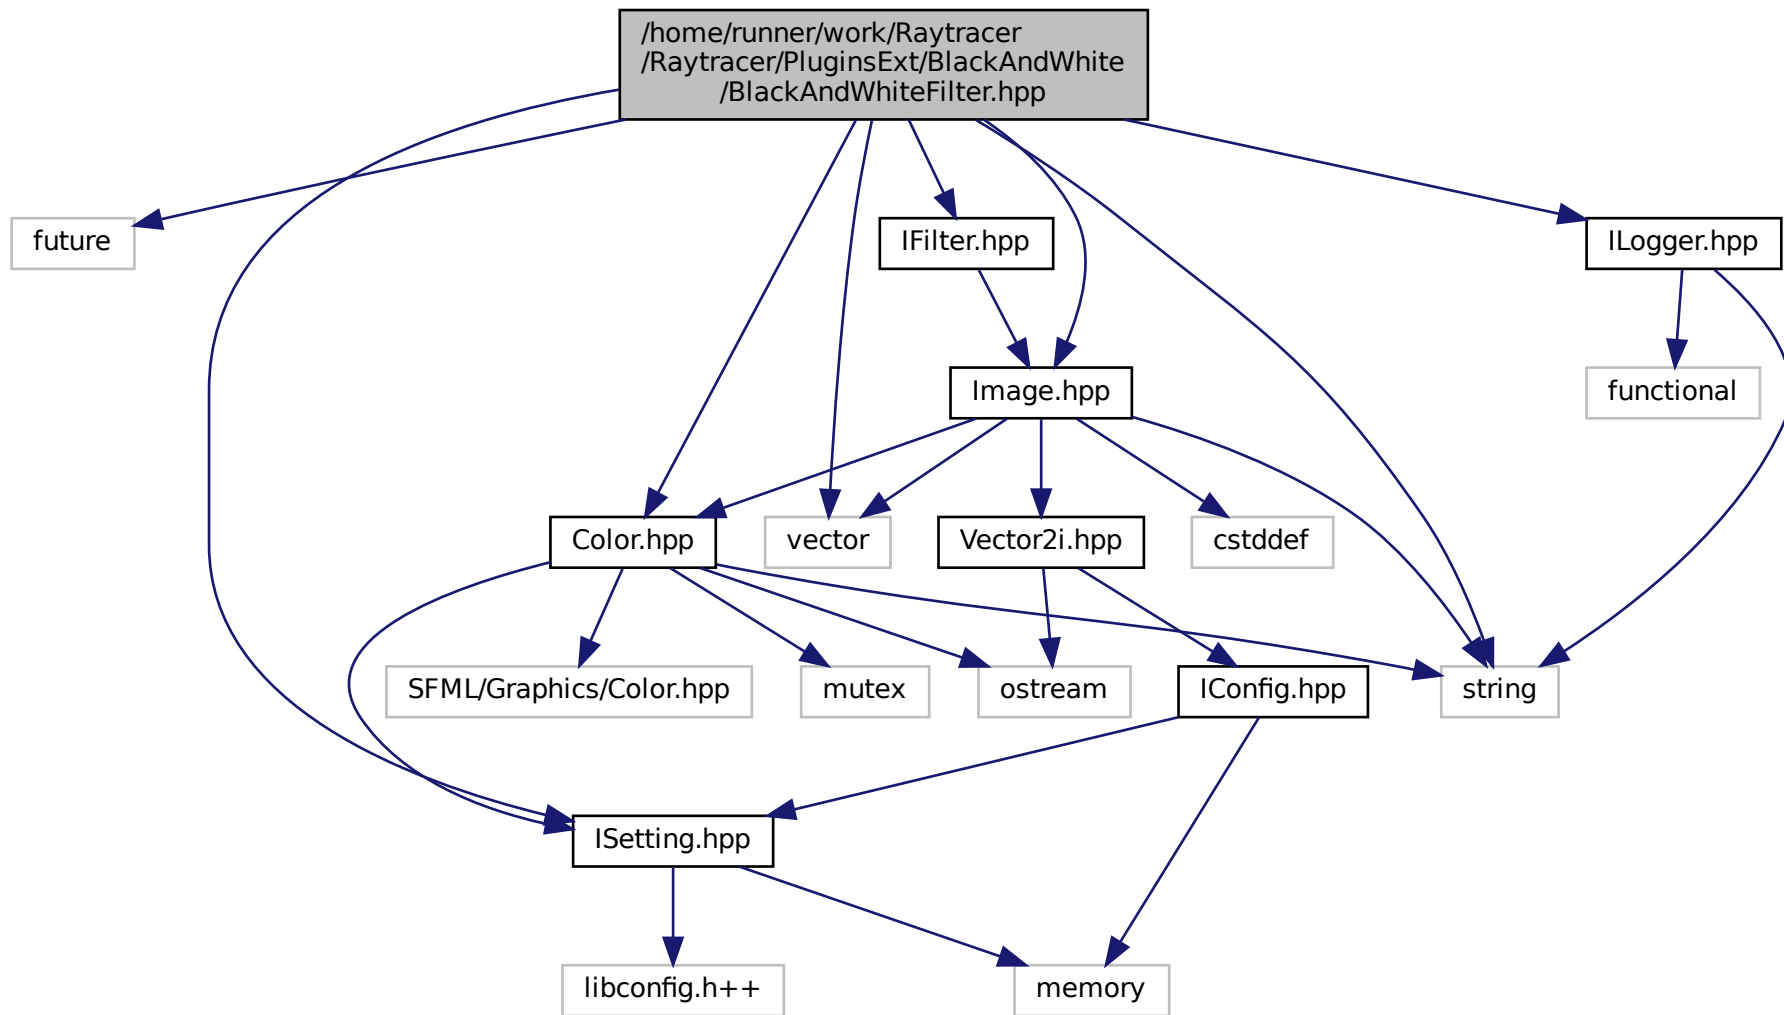 /home/runner/work/Raytracer
/Raytracer/PluginsExt/BlackAndWhite
/BlackAndWhiteFilter.hpp
future
IFilter.hpp
ILogger.hpp
Image.hpp
functional
Color.hpp
vector
Vector2i.hpp
cstddef
SFML/Graphics/Color.hpp
mutex
ostream
IConfig.hpp
string
ISetting.hpp
libconfig.h++
memory